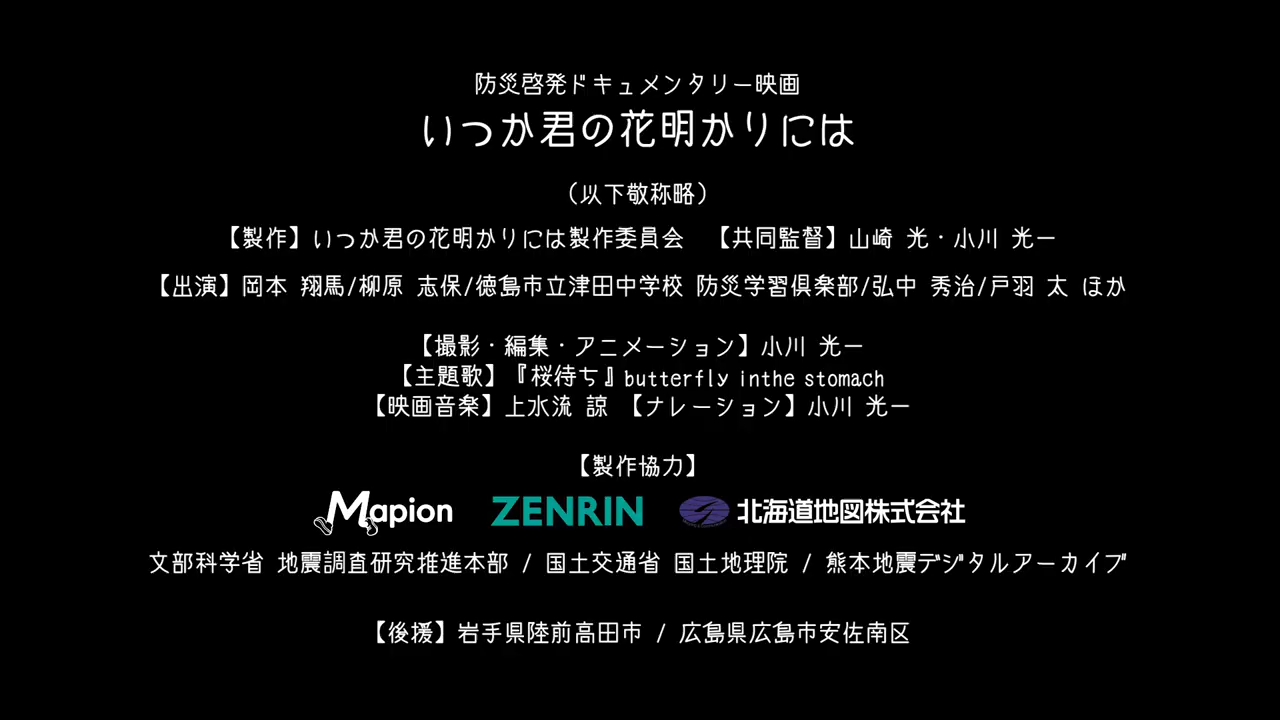 防災啓発ドキュメンタリー映画
いつか君の花明かりには
（以下敬称略）
【製作】いつか君の花明かりには製作委員会　【共同監督】山崎 光・小川 光一
【出演】岡本 翔馬/柳原 志保/徳島市立津田中学校 防災学習倶楽部/弘中 秀治/戸羽 太 ほか
【撮影・編集・アニメーション】小川 光一
【主題歌】『桜待ち』butterfly inthe stomach
【映画音楽】上水流 諒 【ナレーション】小川 光一
【製作協力】
Mapion ZENRIN 北海道地図株式会社
文部科学省 地震調査研究推進本部 / 国土交通省 国土地理院 / 熊本地震デジタルアーカイブ
【後援】岩手県陸前高田市 / 広島県広島市安佐南区